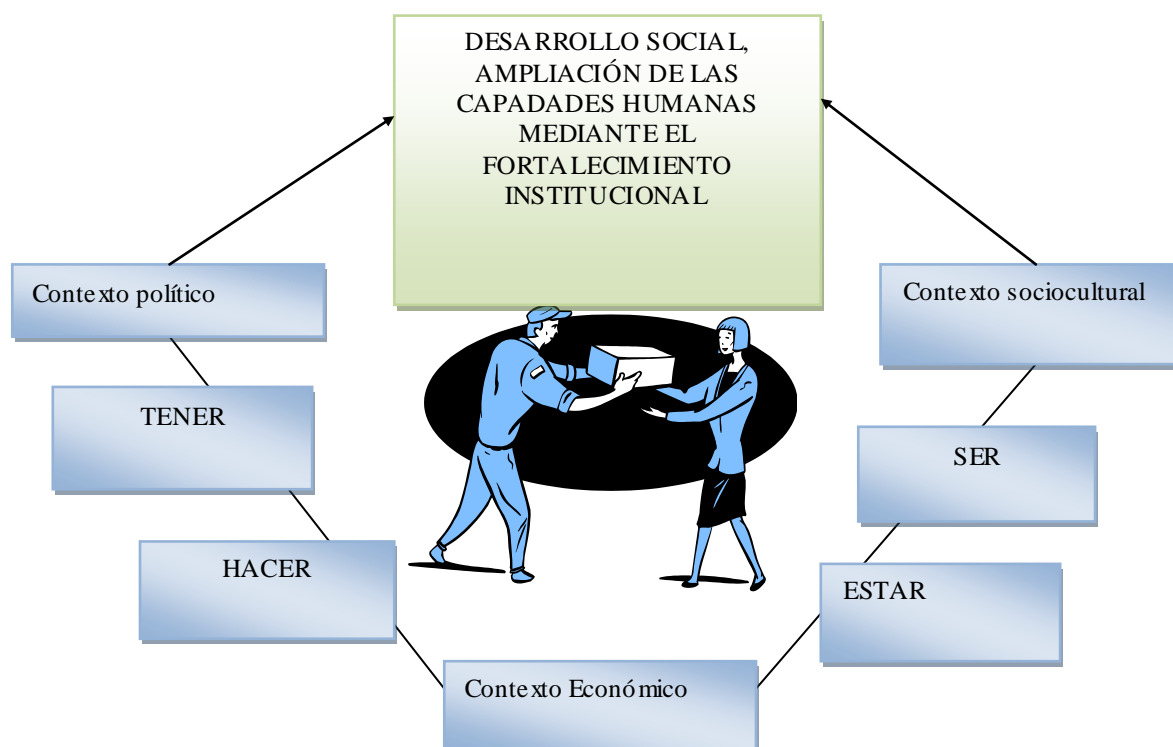 DESARROLLO SOCIAL,
AMPLIACIÓN DE LAS
CAPADADES HUMANAS
MEDIANTE EL
FORTALECIMIENTO
INSTITUCIONAL
Contexto político
Contexto sociocultural
TENER
SER
HACER
ESTAR
Contexto Económico